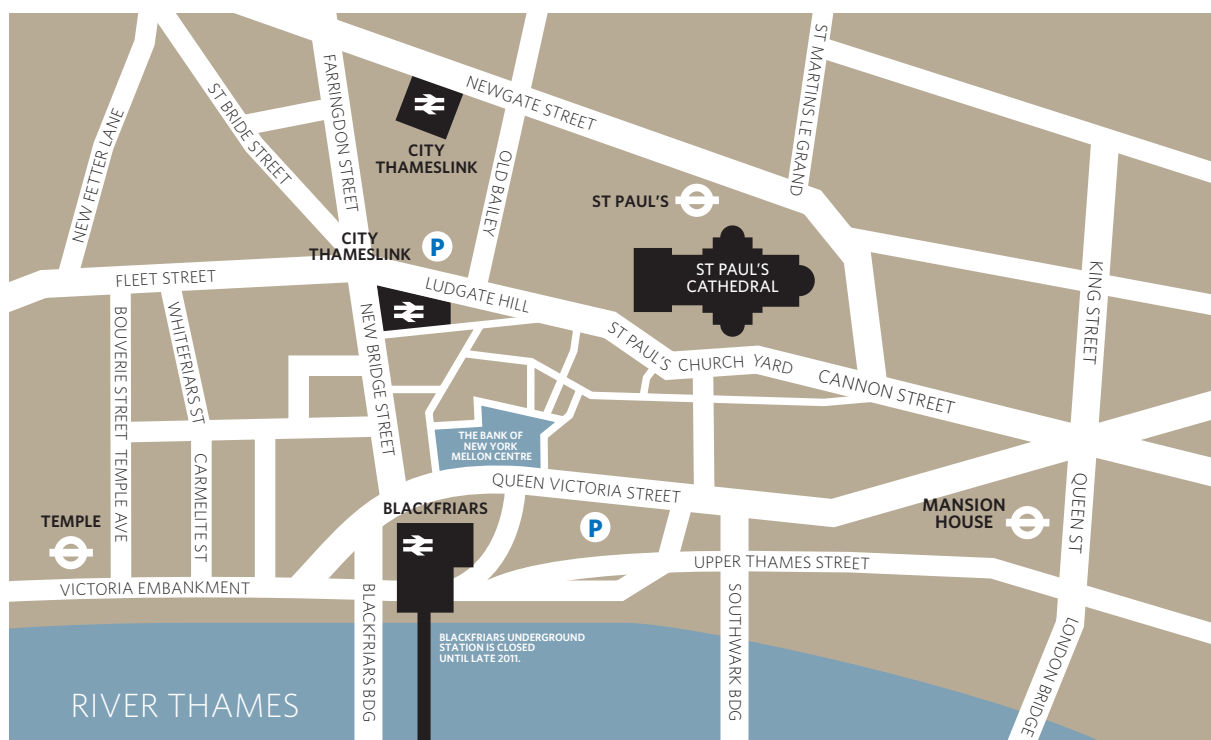 ST MARTINS LE GRAND
FARRINGDON STREET
NEWGATE STREET
ST BRIDE STREET
NEW FETTER LANE
CITY
THAMESLINK
OLD BAILEY
ST PAUL'S
CITY
THAMESLINK
P
FLEET STREET
LUDGATE HILL
ST PAUL'S
CATHEDRAL
KING STREET
BOUVERIE STREET
WHITEFRIARS ST
NEW BRIDGE STREET
ST PAUL'S CHURCH YARD
CANNON STREET
THE BANK OF
NEW YORK
MELLON CENTRE
TEMPLE AVE
CARMELITE ST
QUEEN VICTORIA STREET
QUEEN ST
BLACKFRIARS
MANSION
HOUSE
TEMPLE
P
UPPER THAMES STREET
VICTORIA EMBANKMENT
BLACKFRIARS BDG
SOUTHWARK BDG
LONDON BRIDGE
BLACKFRIARS UNDERGROUND
STATION IS CLOSED
UNTIL LATE 2011.
RIVER THAMES